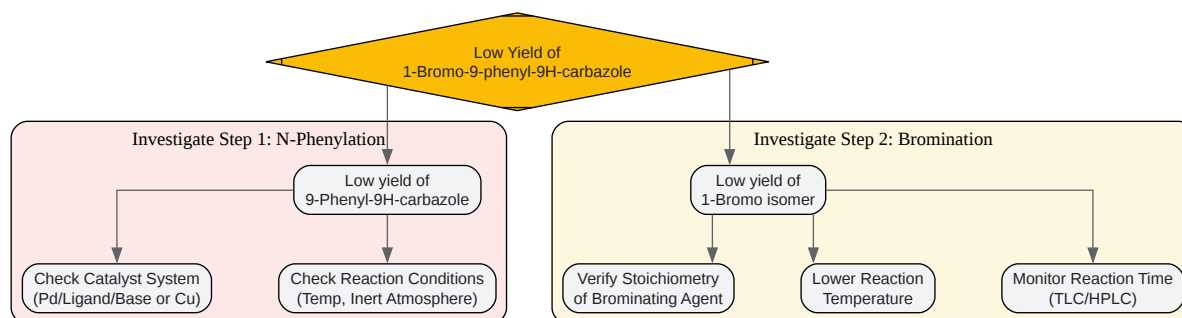 Low Yield of
1-Bromo-9-phenyl-9H-carbazole
Investigate Step 1: N-Phenylation
Low yield of
9-Phenyl-9H-carbazole
Check Catalyst System
(Pd/Ligand/Base or Cu)
Check Reaction Conditions
(Temp, Inert Atmosphere)
Investigate Step 2: Bromination
Low yield of
1-Bromo isomer
Verify Stoichiometry
of Brominating Agent
Lower Reaction
Temperature
Monitor Reaction Time
(TLC/HPLC)